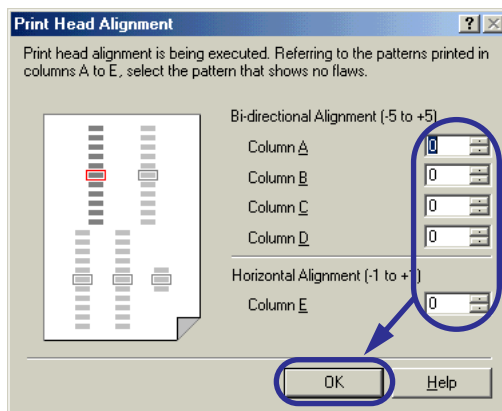 Print Head Alignment
Print head alignment is being executed. Referring to the patterns printed in
columns A to E, select the pattern that shows no flaws.
Bi-directional Alignment (-5 to +5)
Column A 0
Column B 0
Column C 0
Column D 0
Horizontal Alignment (-1 to +1)
Column E 0
OK Help